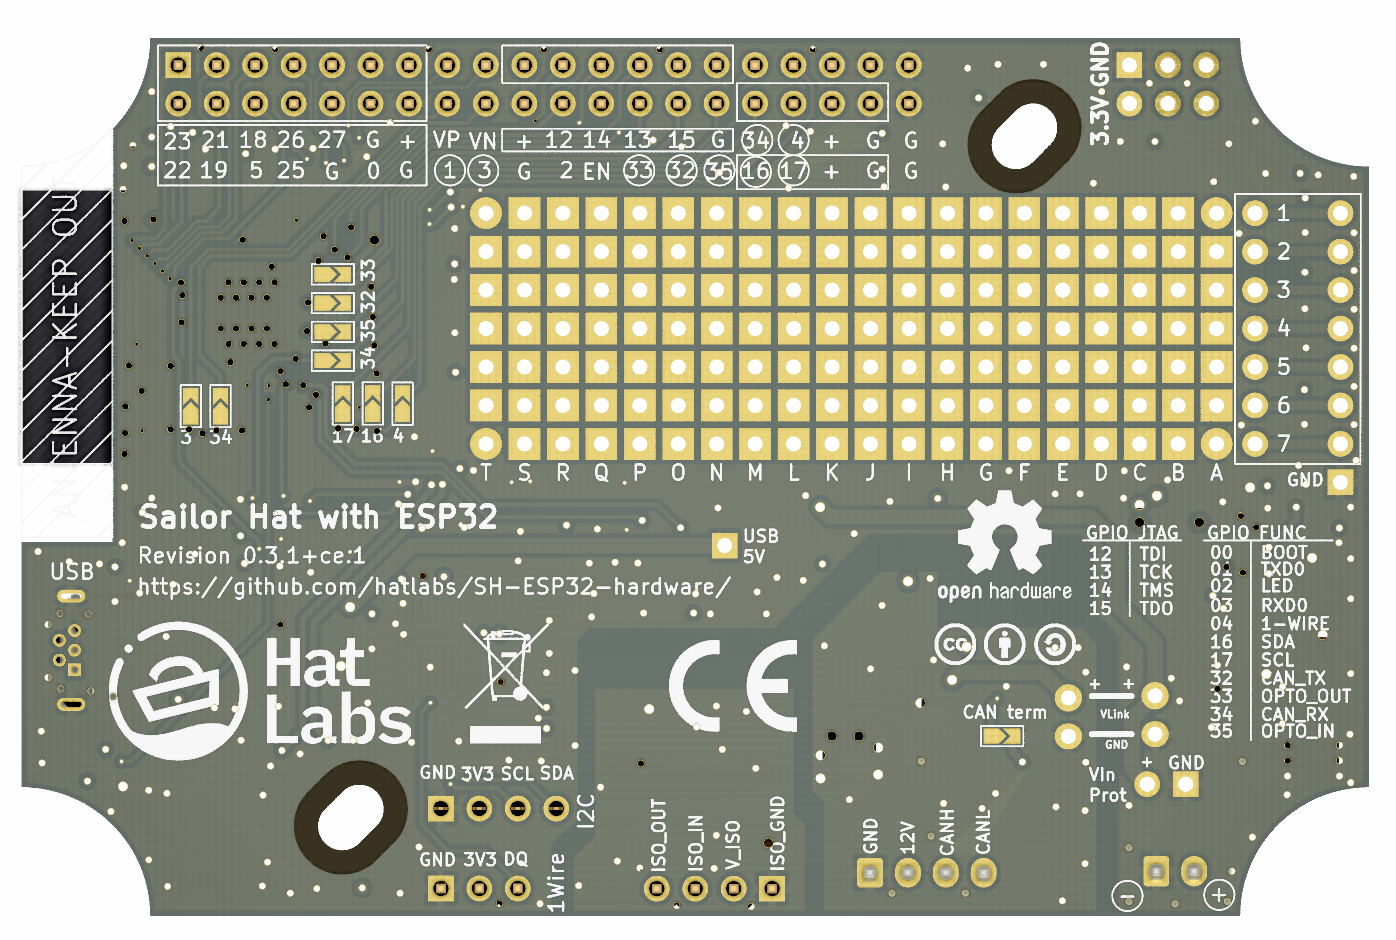 3.3V GND
23 21 18 26 27 G + VP VN + 12 14 13 15 G 34 4 + G G
22 19 5 25 G 0 G 1 3 G 2 EN 33 32 35 16 17 + G G
ENNA-KEEP OU
33
32
35
34
3 34
17 16 4
1
2
3
4
5
6
7
T S R Q P O N M L K J I H G F E D C B A
GND
Sailor Hat with ESP32
Revision 0.3.1+ce.1
https://github.com/hatlabs/SH-ESP32-hardware/
USB
5V
open hardware
GPIO JTAG
12 TDI
13 TCK
14 TMS
15 TDO
GPIO FUNC
00 BOOT
01 TXD0
02 LED
03 RXD0
04 1-WIRE
16 SDA
17 SCL
32 CAN_TX
33 OPTO_OUT
34 CAN_RX
35 OPTO_IN
USB
Hat
Labs
CE
cc
CAN term
+ +
VLink
GND
+ GND
VIn
Prot
GND 3V3 SCL SDA
I2C
GND 3V3 DQ
1Wire
ISO_OUT
ISO_IN
V_ISO
ISO_GND
GND
12V
CANH
CANL
- +